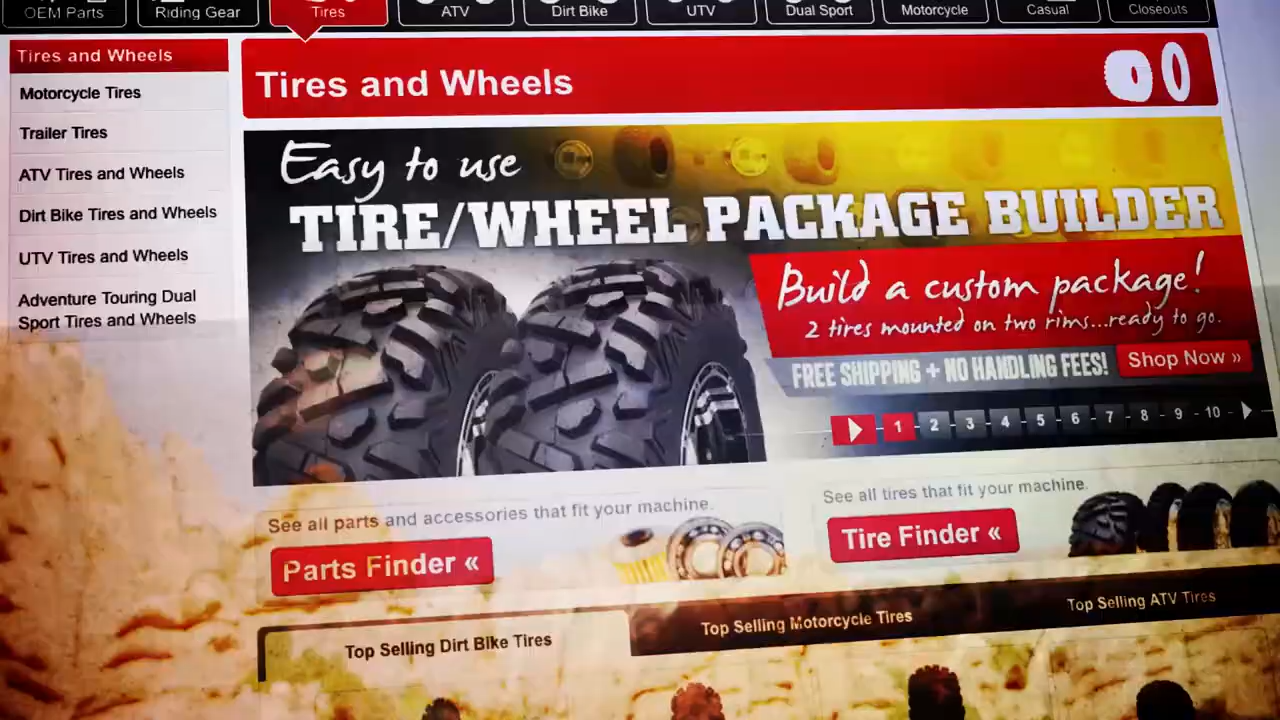 OEM Parts
Riding Gear
Tires
ATV
Dirt Bike
UTV
Dual Sport
Motorcycle
Casual
Closeouts
Tires and Wheels
Motorcycle Tires
Trailer Tires
ATV Tires and Wheels
Dirt Bike Tires and Wheels
UTV Tires and Wheels
Adventure Touring Dual
Sport Tires and Wheels
Tires and Wheels
Easy to use
TIRE/WHEEL PACKAGE BUILDER
Build a custom package!
2 tires mounted on two rims...ready to go.
FREE SHIPPING + NO HANDLING FEES!
Shop Now »
1 - 2 - 3 - 4 - 5 - 6 - 7 - 8 - 9 - 10 -
See all parts and accessories that fit your machine.
Parts Finder «
See all tires that fit your machine.
Tire Finder «
Top Selling Dirt Bike Tires
Top Selling Motorcycle Tires
Top Selling ATV Tires